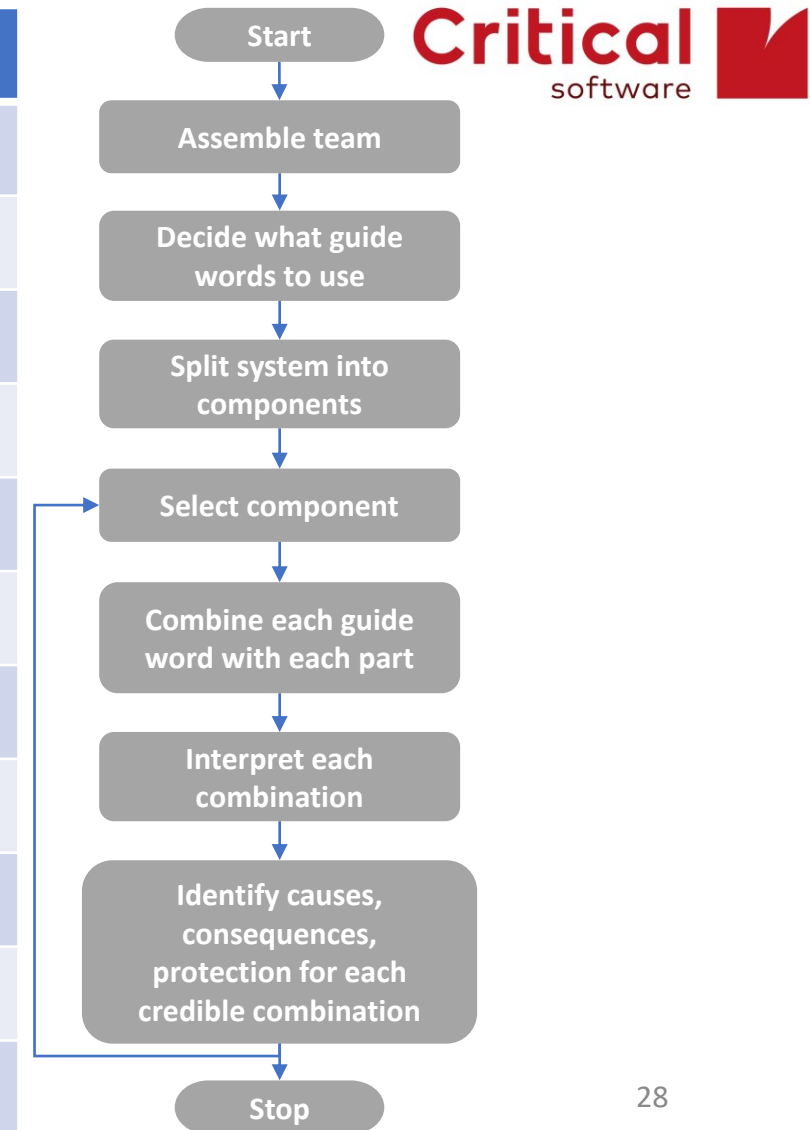 Start
Critical
software
Assemble team
Decide what guide
words to use
Split system into
components
Select component
Combine each guide
word with each part
Interpret each
combination
Identify causes,
consequences,
protection for each
credible combination
Stop
28